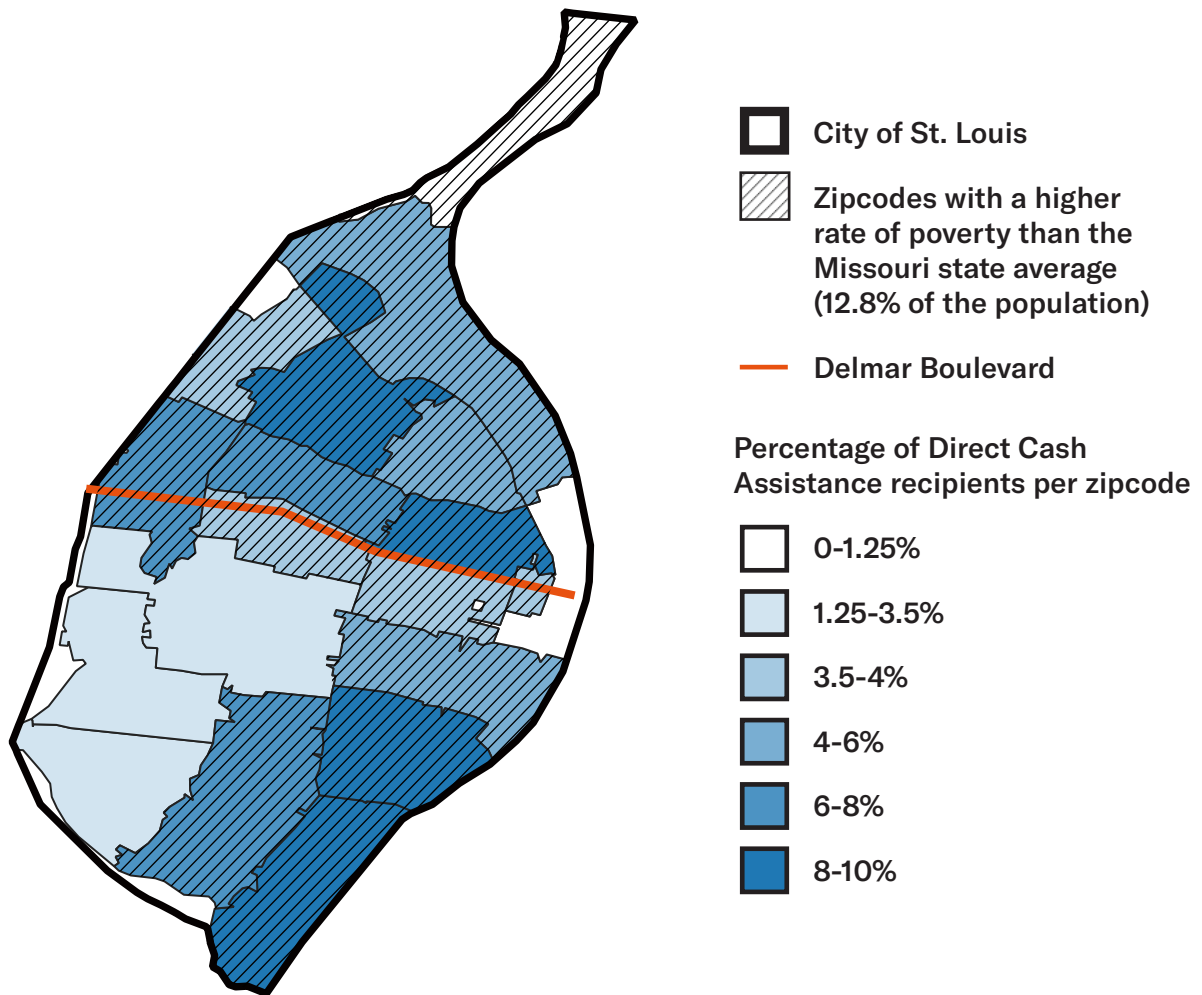 City of St. Louis
Zipcodes with a higher
rate of poverty than the
Missouri state average
(12.8% of the population)
Delmar Boulevard
Percentage of Direct Cash
Assistance recipients per zipcode
0-1.25%
1.25-3.5%
3.5-4%
4-6%
6-8%
8-10%